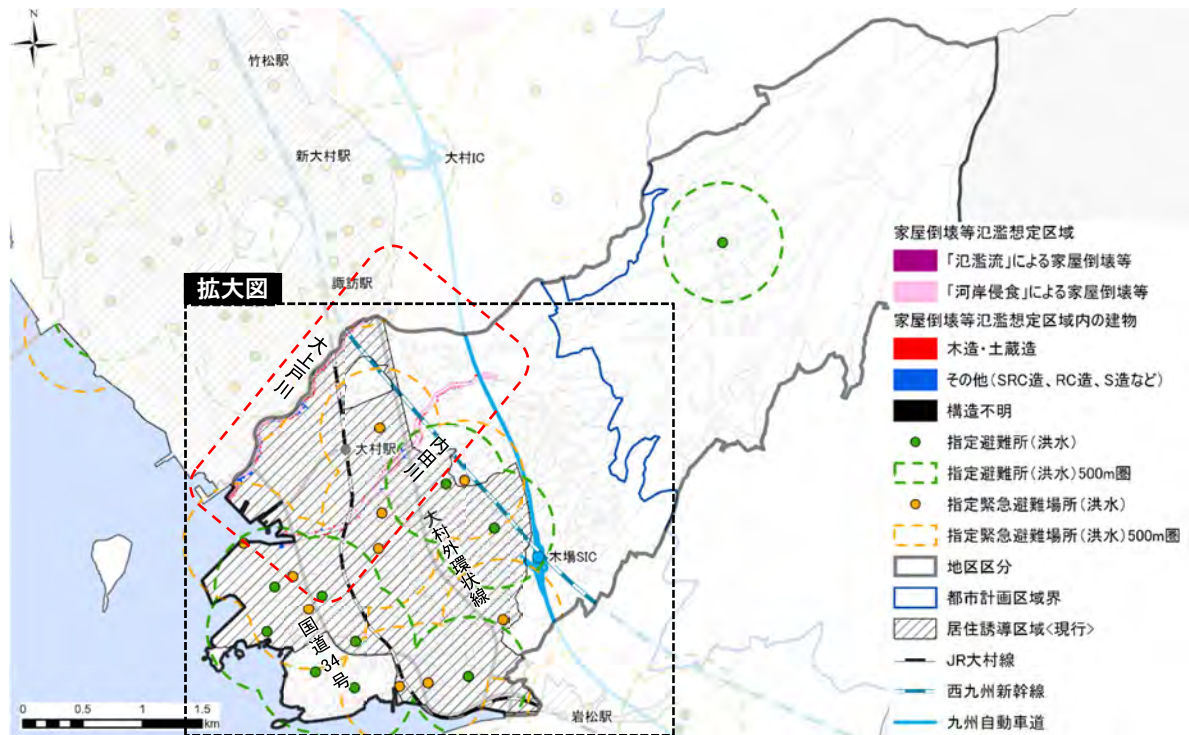 N
竹松駅
新大村駅
大村IC
諏訪駅
拡大図
大上戸川
大村駅
内田川
大村外環状線
木場SIC
国道34号
岩松駅
0 0.5 1 1.5
km
家屋倒壊等氾濫想定区域
「氾濫流」による家屋倒壊等
「河岸侵食」による家屋倒壊等
家屋倒壊等氾濫想定区域内の建物
木造・土蔵造
その他(SRC造、RC造、S造など)
構造不明
指定避難所(洪水)
指定避難所(洪水)500m圏
指定緊急避難場所(洪水)
指定緊急避難場所(洪水)500m圏
地区区分
都市計画区域界
居住誘導区域<現行>
JR大村線
西九州新幹線
九州自動車道